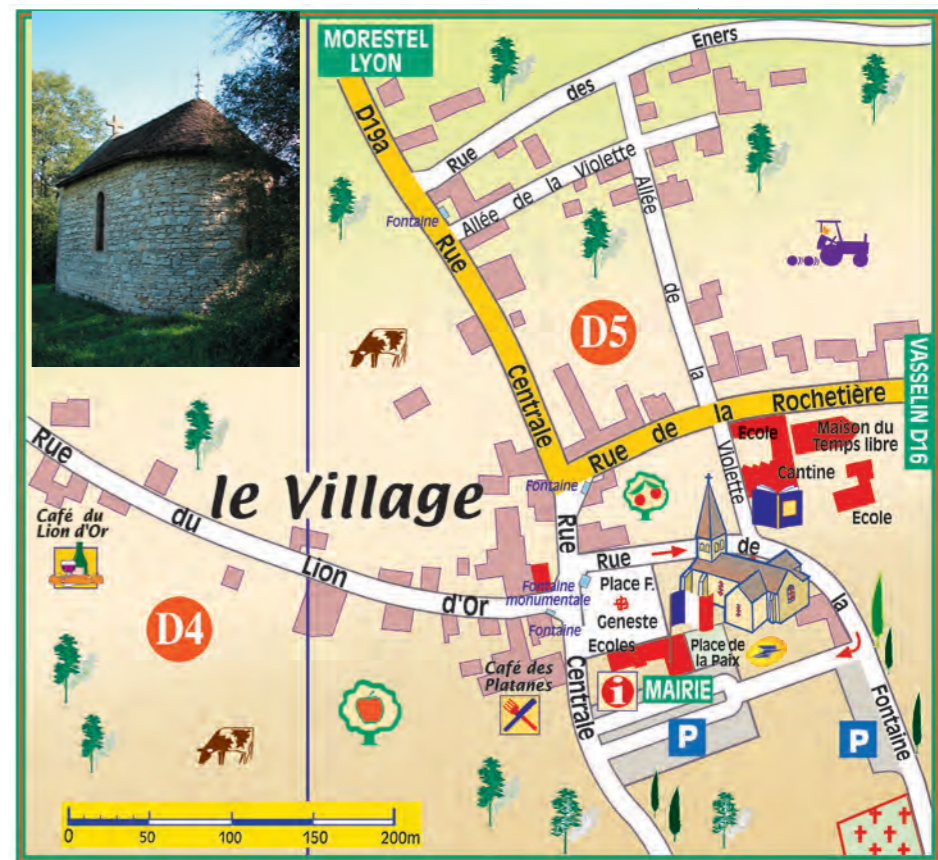 MORESTEL
LYON
D19a
Rue des Eners
Allée de la Violette
Allée de la Violette
Fontaine
Rue Centrale
D5
VASSELIN D16
Rue de la Rochetière
Ecole
Maison du
Temps libre
Cantine
Ecole
Rue du Lion d'Or
le Village
Café du
Lion d'Or
Fontaine
Rue Centrale
Rue de la Fontaine
Place F.
Geneste
Fontaine
monumentale
Fontaine
D4
Ecoles
Place de
la Paix
Café des
Platanes
i
MAIRIE
P
P
0 50 100 150 200m